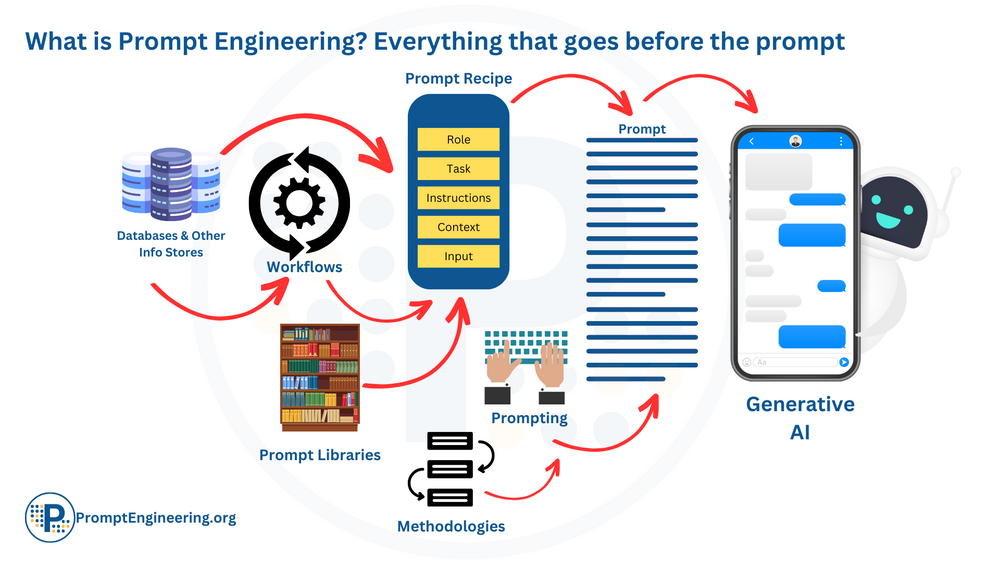 What is Prompt Engineering? Everything that goes before the prompt
Prompt Recipe
Role
Task
Instructions
Context
Input
Prompt
Databases & Other
Info Stores
Workflows
Prompt Libraries
Prompting
Methodologies
Aa
Generative
AI
P
PromptEngineering.org